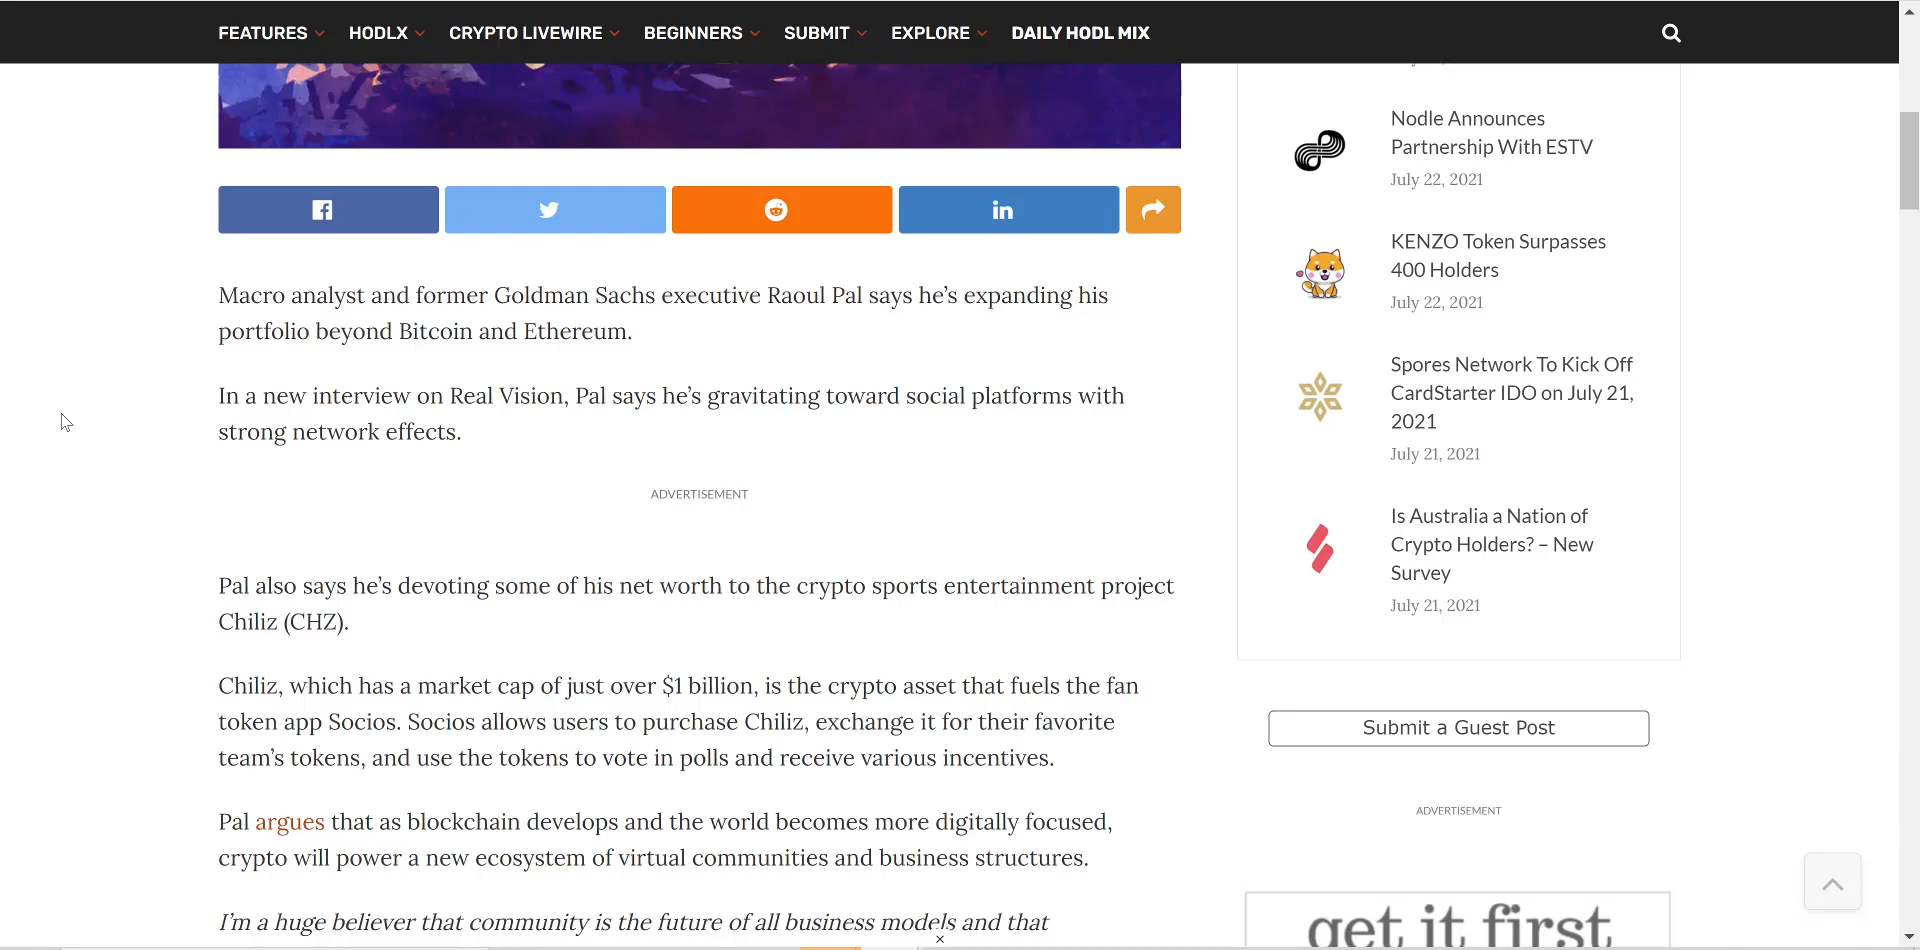 FEATURES HODLX CRYPTO LIVEWIRE BEGINNERS SUBMIT EXPLORE DAILY HODL MIX
Macro analyst and former Goldman Sachs executive Raoul Pal says he’s expanding his
portfolio beyond Bitcoin and Ethereum.
In a new interview on Real Vision, Pal says he’s gravitating toward social platforms with
strong network effects.
ADVERTISEMENT
Pal also says he’s devoting some of his net worth to the crypto sports entertainment project
Chiliz (CHZ).
Chiliz, which has a market cap of just over $1 billion, is the crypto asset that fuels the fan
token app Socios. Socios allows users to purchase Chiliz, exchange it for their favorite
team’s tokens, and use the tokens to vote in polls and receive various incentives.
Pal argues that as blockchain develops and the world becomes more digitally focused,
crypto will power a new ecosystem of virtual communities and business structures.
I’m a huge believer that community is the future of all business models and that
Nodle Announces
Partnership With ESTV
July 22, 2021
KENZO Token Surpasses
400 Holders
July 22, 2021
Spores Network To Kick Off
CardStarter IDO on July 21,
2021
July 21, 2021
Is Australia a Nation of
Crypto Holders? – New
Survey
July 21, 2021
Submit a Guest Post
ADVERTISEMENT
get it first